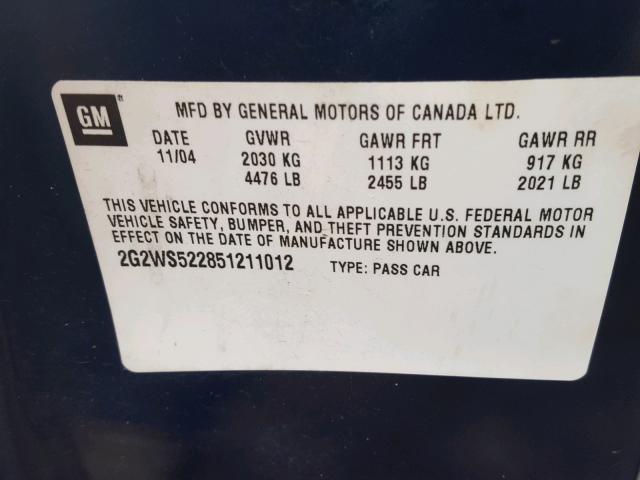 GM
MFD BY GENERAL MOTORS OF CANADA LTD.
DATE GVWR GAWR FRT GAWR RR
11/04 2030 KG 1113 KG 917 KG
4476 LB 2455 LB 2021 LB
THIS VEHICLE CONFORMS TO ALL APPLICABLE U.S. FEDERAL MOTOR
VEHICLE SAFETY, BUMPER, AND THEFT PREVENTION STANDARDS IN
EFFECT ON THE DATE OF MANUFACTURE SHOWN ABOVE.
2G2WS522851211012 TYPE: PASS CAR